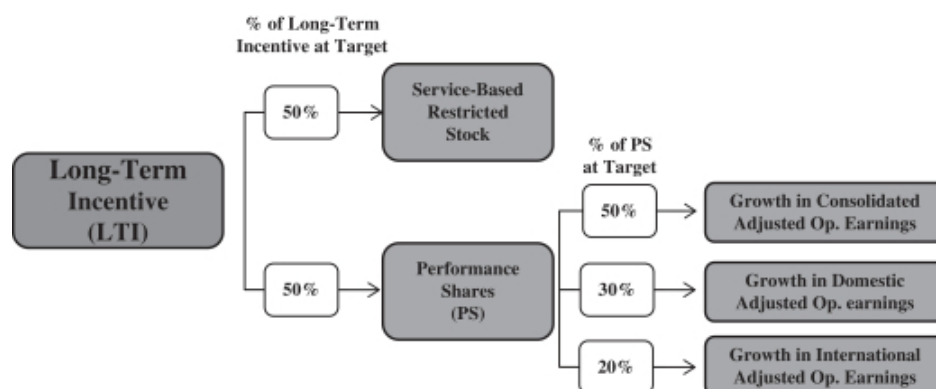 % of Long-Term
Incentive at Target
50%
Service-Based
Restricted
Stock
% of PS
at Target
Long-Term
Incentive
(LTI)
50%
Growth in Consolidated
Adjusted Op. Earnings
50%
Performance
Shares
(PS)
30%
Growth in Domestic
Adjusted Op. earnings
20%
Growth in International
Adjusted Op. Earnings